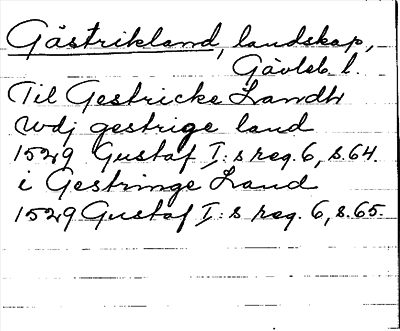 Gästrikland, landskap,
Gävleb. l.
Til Gestricke Landh
wdj gestrige land
1529 Gustaf I:s reg. 6, s. 64.
i Gestringe Land
1529 Gustaf I:s reg. 6, s. 65.